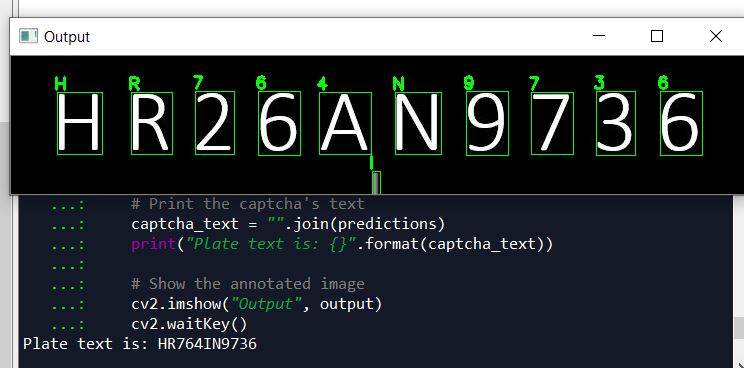 Output
H R 7 6 4 N 9 7 3 6
HR26AN9736
I
...: # Print the captcha's text
...: captcha_text = "".join(predictions)
...: print("Plate text is: {}".format(captcha_text))
...:
...: # Show the annotated image
...: cv2.imshow("Output", output)
...: cv2.waitKey()
Plate text is: HR764IN9736